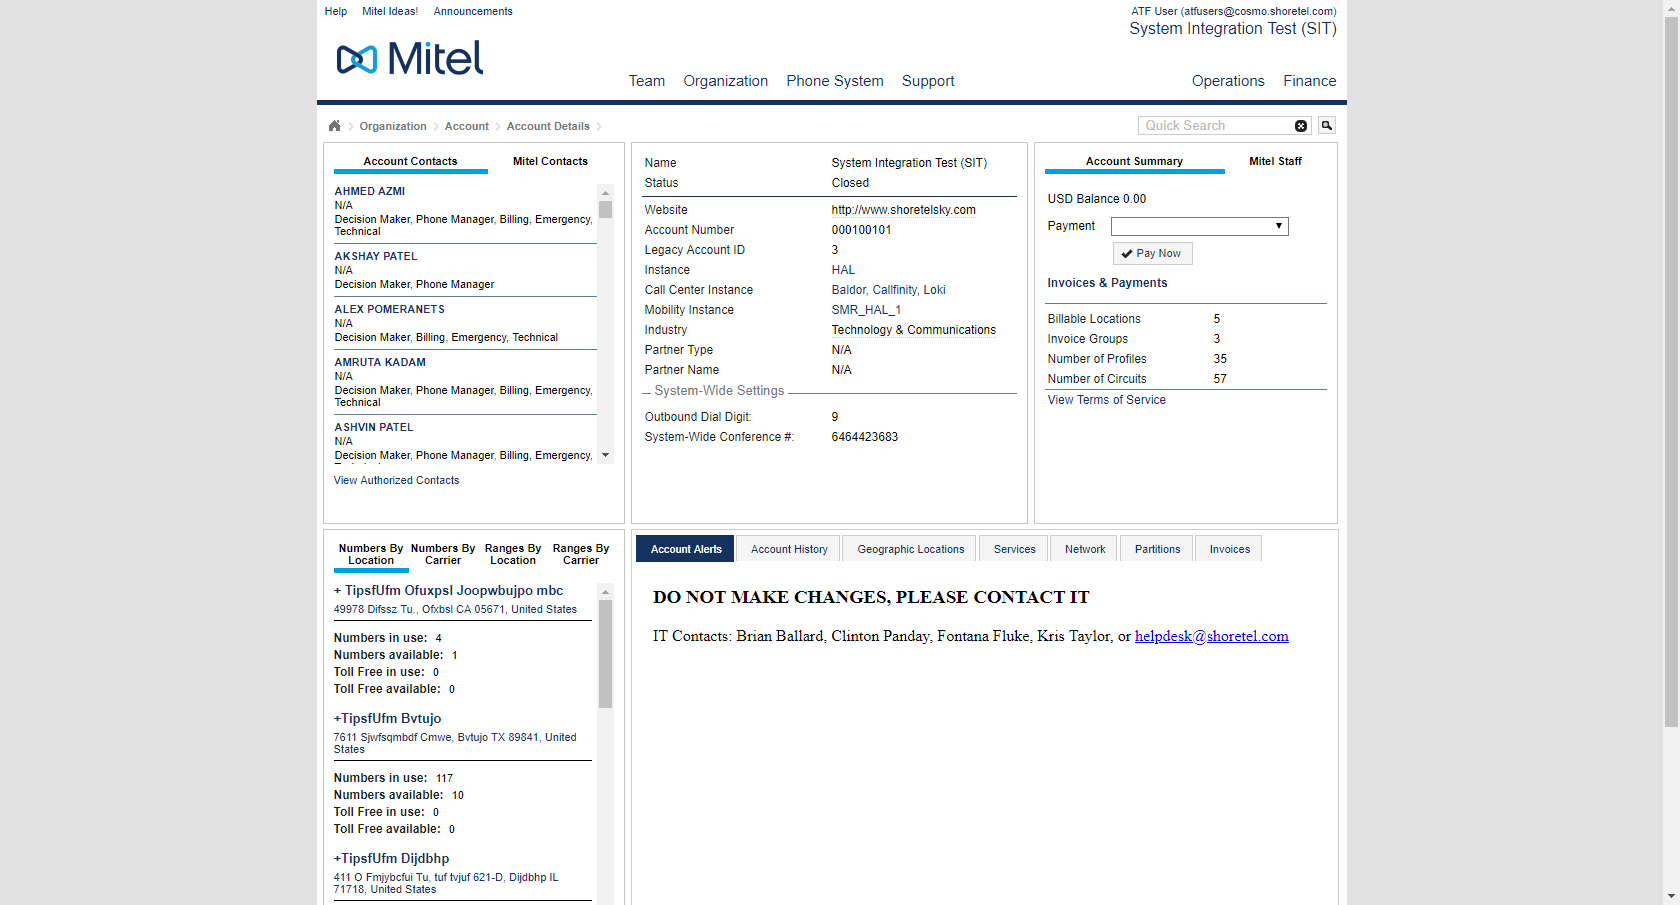 Help Mitel Ideas! Announcements
ATF User (atfusers@cosmo.shoretel.com)
System Integration Test (SIT)
Mitel
Team Organization Phone System Support Operations Finance
Organization Account Account Details
Quick Search
Account Contacts Mitel Contacts
AHMED AZMI
N/A
Decision Maker, Phone Manager, Billing, Emergency,
Technical
AKSHAY PATEL
N/A
Decision Maker, Phone Manager
ALEX POMERANETS
N/A
Decision Maker, Billing, Emergency, Technical
AMRUTA KADAM
N/A
Decision Maker, Phone Manager, Billing, Emergency,
Technical
ASHVIN PATEL
N/A
Decision Maker, Phone Manager, Billing, Emergency,
View Authorized Contacts
Name System Integration Test (SIT)
Status Closed
Website http://www.shoretelsky.com
Account Number 000100101
Legacy Account ID 3
Instance HAL
Call Center Instance Baldor, Callfinity, Loki
Mobility Instance SMR_HAL_1
Industry Technology & Communications
Partner Type N/A
Partner Name N/A
System-Wide Settings
Outbound Dial Digit: 9
System-Wide Conference #: 6464423683
Account Summary Mitel Staff
USD Balance 0.00
Payment
Pay Now
Invoices & Payments
Billable Locations 5
Invoice Groups 3
Number of Profiles 35
Number of Circuits 57
View Terms of Service
Numbers By Location Numbers By Carrier Ranges By Location Ranges By Carrier
+ TipsfUfm Ofuxpsl Joopwbujpo mbc
49978 Difssz Tu., Ofxbsl CA 05671, United States
Numbers in use: 4
Numbers available: 1
Toll Free in use: 0
Toll Free available: 0
+TipsfUfm Bvtujo
7611 Sjwfsqmbdf Cmwe, Bvtujo TX 89841, United
States
Numbers in use: 117
Numbers available: 10
Toll Free in use: 0
Toll Free available: 0
+TipsfUfm Dijdbhp
411 O Fmjybcfui Tu, tuf tvjuf 621-D, Dijdbhp IL
71718, United States
Account Alerts Account History Geographic Locations Services Network Partitions Invoices
DO NOT MAKE CHANGES, PLEASE CONTACT IT
IT Contacts: Brian Ballard, Clinton Panday, Fontana Fluke, Kris Taylor, or helpdesk@shoretel.com